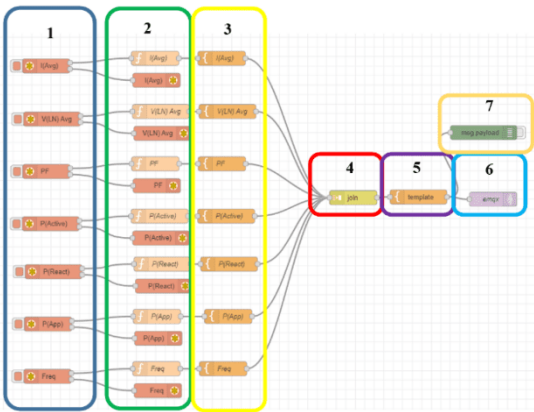 1
2
3
I(Avg)
I(Avg)
I(Avg)
I(Avg)
V(LN) Avg
V(LN) Avg
V(LN) Avg
V(LN) Avg
PF
PF
PF
PF
P(Active)
P(Active)
P(Active)
P(Active)
P(React)
P(React)
P(React)
P(React)
P(App)
P(App)
P(App)
P(App)
Freq
Freq
Freq
Freq
4
join
5
template
7
msg.payload
6
amqp